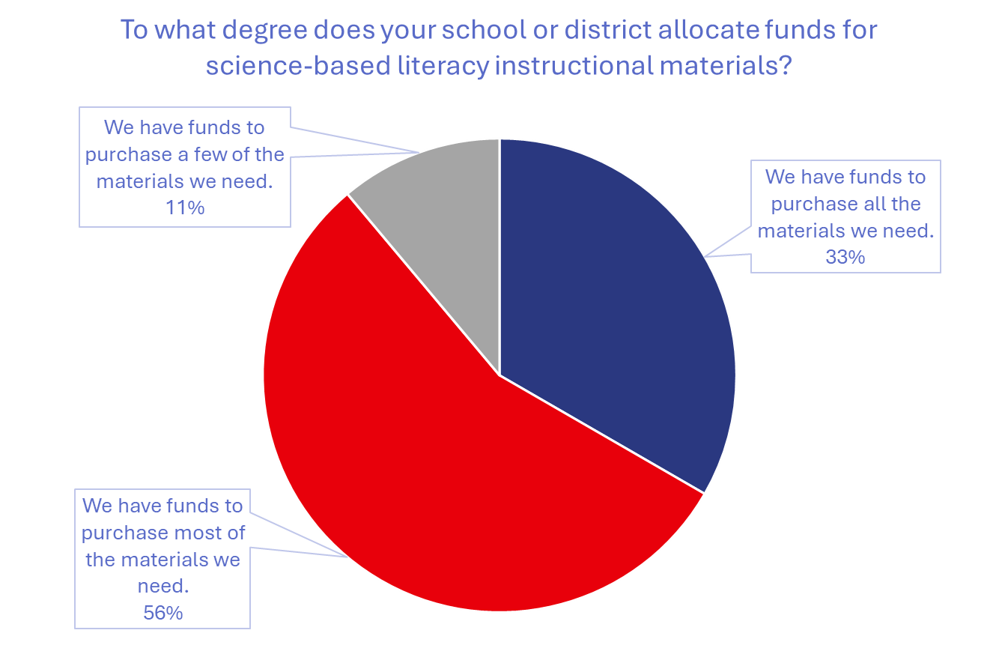 To what degree does your school or district allocate funds for
science-based literacy instructional materials?
We have funds to
purchase a few of the
materials we need.
11%
We have funds to
purchase all the
materials we need.
33%
We have funds to
purchase most of
the materials we
need.
56%